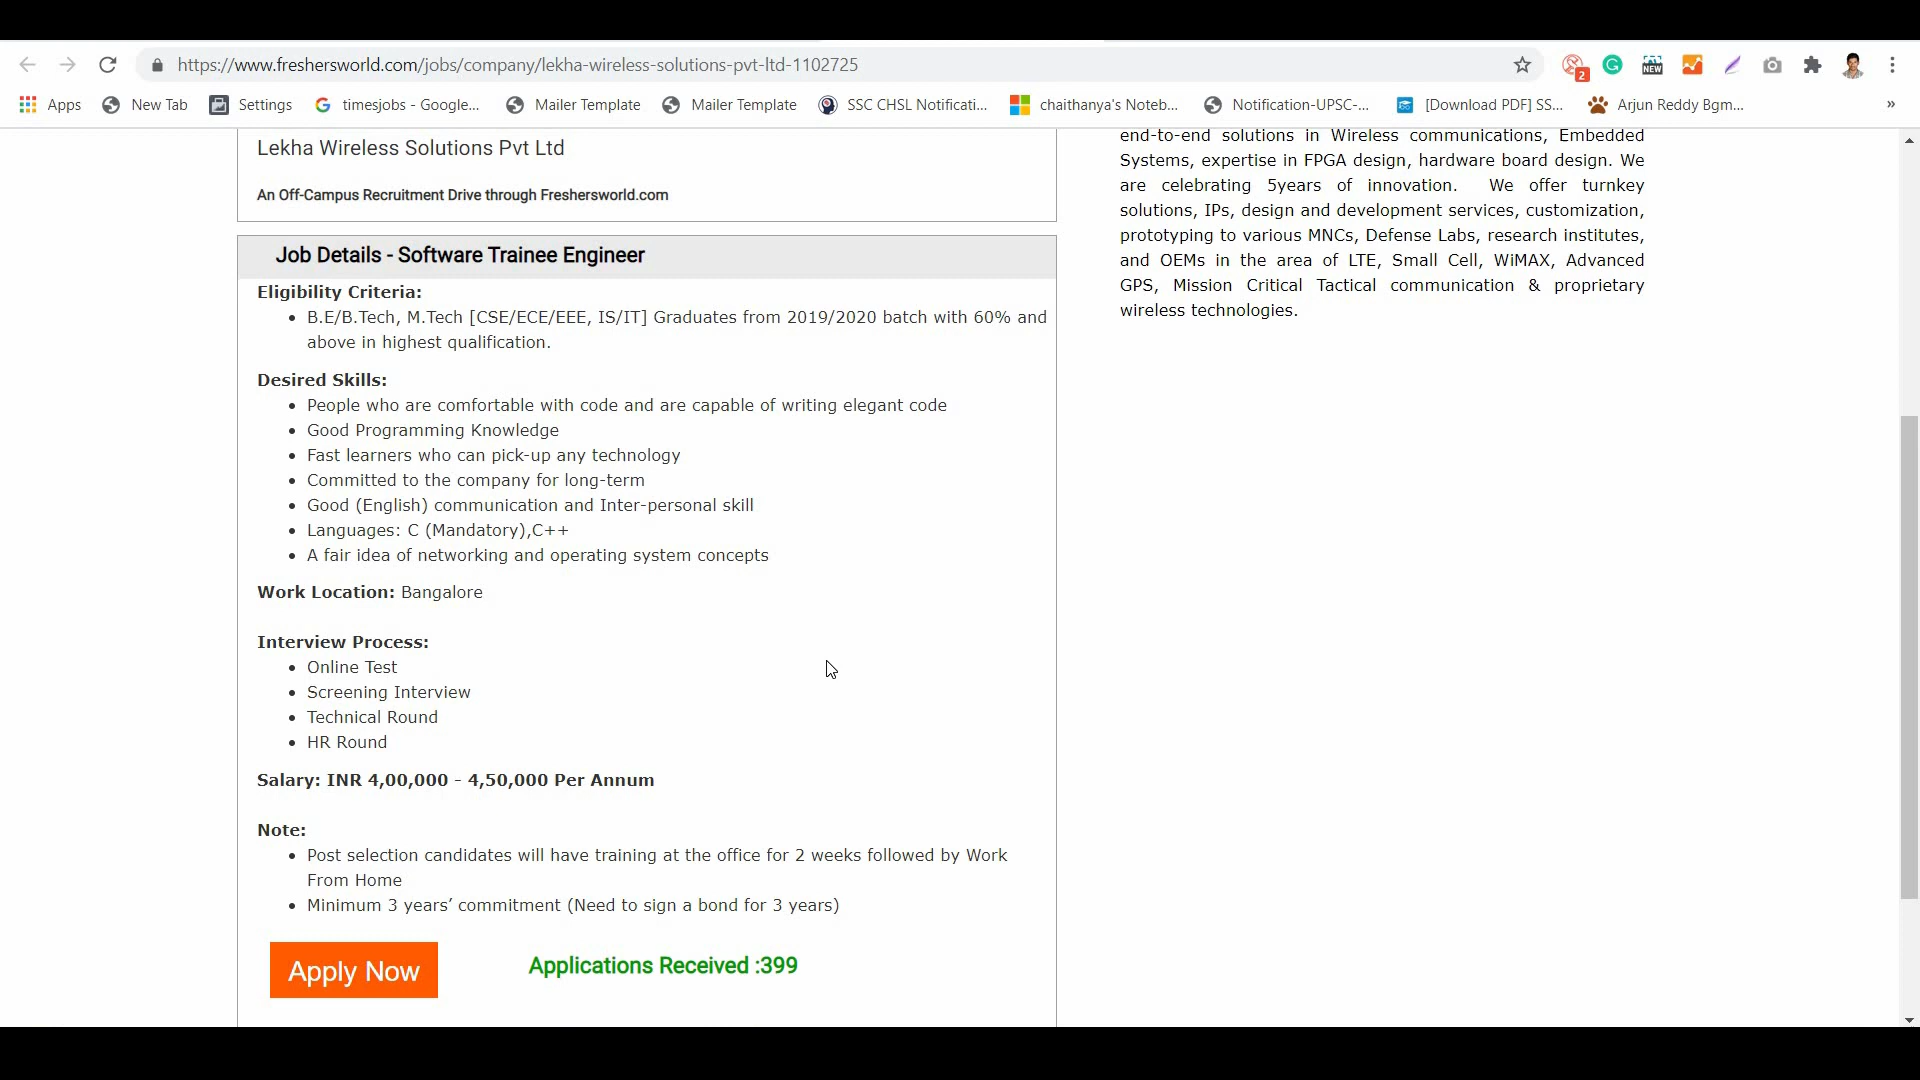 https://www.freshersworld.com/jobs/company/lekha-wireless-solutions-pvt-ltd-1102725
2
NEW
Apps
New Tab
Settings
timesjobs - Google...
Mailer Template
Mailer Template
SSC CHSL Notificati...
chaithanya's Noteb...
Notification-UPSC-...
[Download PDF] SS...
Arjun Reddy Bgm...
»
Lekha Wireless Solutions Pvt Ltd
An Off-Campus Recruitment Drive through Freshersworld.com
Job Details - Software Trainee Engineer
Eligibility Criteria:
B.E/B.Tech, M.Tech [CSE/ECE/EEE, IS/IT] Graduates from 2019/2020 batch with 60% and
above in highest qualification.
Desired Skills:
People who are comfortable with code and are capable of writing elegant code
Good Programming Knowledge
Fast learners who can pick-up any technology
Committed to the company for long-term
Good (English) communication and Inter-personal skill
Languages: C (Mandatory),C++
A fair idea of networking and operating system concepts
Work Location: Bangalore
Interview Process:
Online Test
Screening Interview
Technical Round
HR Round
Salary: INR 4,00,000 - 4,50,000 Per Annum
Note:
Post selection candidates will have training at the office for 2 weeks followed by Work
From Home
Minimum 3 years’ commitment (Need to sign a bond for 3 years)
Apply Now
Applications Received :399
end-to-end solutions in Wireless communications, Embedded
Systems, expertise in FPGA design, hardware board design. We
are celebrating 5years of innovation. We offer turnkey
solutions, IPs, design and development services, customization,
prototyping to various MNCs, Defense Labs, research institutes,
and OEMs in the area of LTE, Small Cell, WiMAX, Advanced
GPS, Mission Critical Tactical communication & proprietary
wireless technologies.